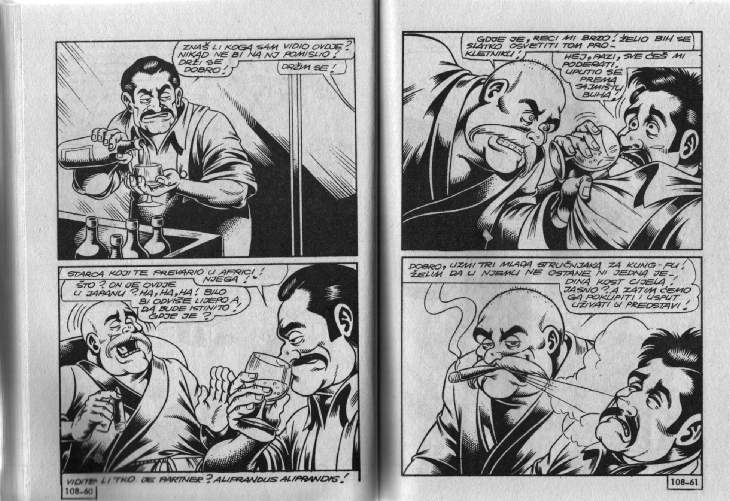 ZNAŠ LI KOGA SAM VIDIO OVDJE?
NIKAD NE BI NA NJ POMISLIO!
DRŽI SE
DOBRO!
DRŽIM SE!
STARCA KOJI TE PREVARIO U AFRICI!
NJEGA!
ŠTO? ON JE OVDJE
U JAPANU? HA, HA, HA! BILO
BI ODVIŠE LIJEPO A,
DA BUDE ISTINITO!
GDJE JE?
VIDITE LI TKO JE PARTNER? ALIPRANDUS ALIPRANDIS!
108-60
GDJE JE, RECI MI BRZO! ŽELIO BIH SE
SLATKO OSVETITI TOM PRO-
KLETNIKU!
HEJ, PAZI, SVE ĆEŠ MI
PODERATI.
UPUTIO SE
PREMA
SAJMIŠTU
BUHA!
DOBRO, UZMI TRI MLADA STRUČNJAKA ZA KUNG-FU!
ŽELIM DA U NJEMU NE OSTANE NI JEDNA JE-
DINA KOST CIJELA,
JASNO? A ZATIM ĆEMO
GA POKUPITI I USPUT
UŽIVATI U PREDSTAVI!
108-61